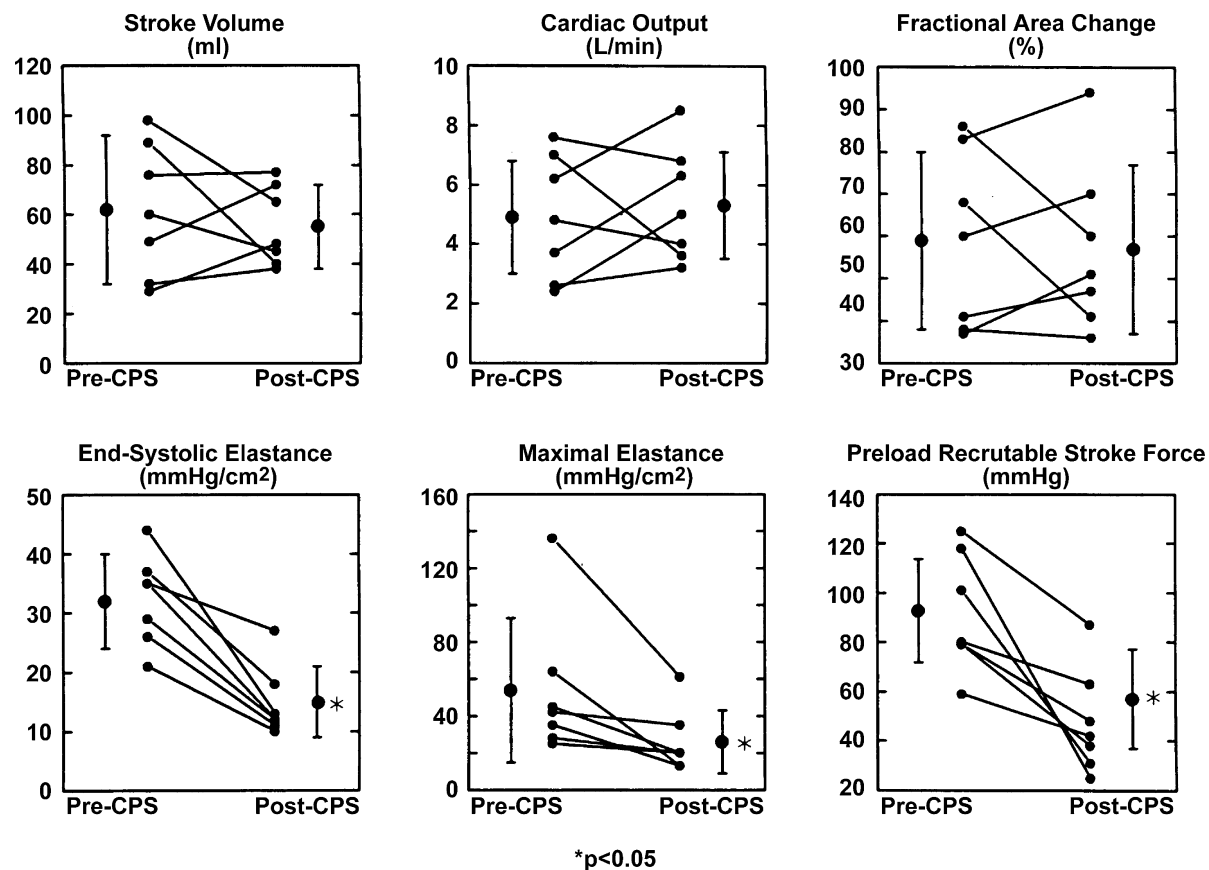 Stroke Volume
(ml)
120
100
80
60
40
20
0
Pre-CPS
Post-CPS
Cardiac Output
(L/min)
10
8
6
4
2
0
Pre-CPS
Post-CPS
Fractional Area Change
(%)
100
90
80
70
60
50
40
30
Pre-CPS
Post-CPS
End-Systolic Elastance
(mmHg/cm2)
50
40
30
20
10
0
*
Pre-CPS
Post-CPS
Maximal Elastance
(mmHg/cm2)
160
120
80
40
0
*
Pre-CPS
Post-CPS
Preload Recrutable Stroke Force
(mmHg)
140
120
100
80
60
40
20
*
Pre-CPS
Post-CPS
*p<0.05